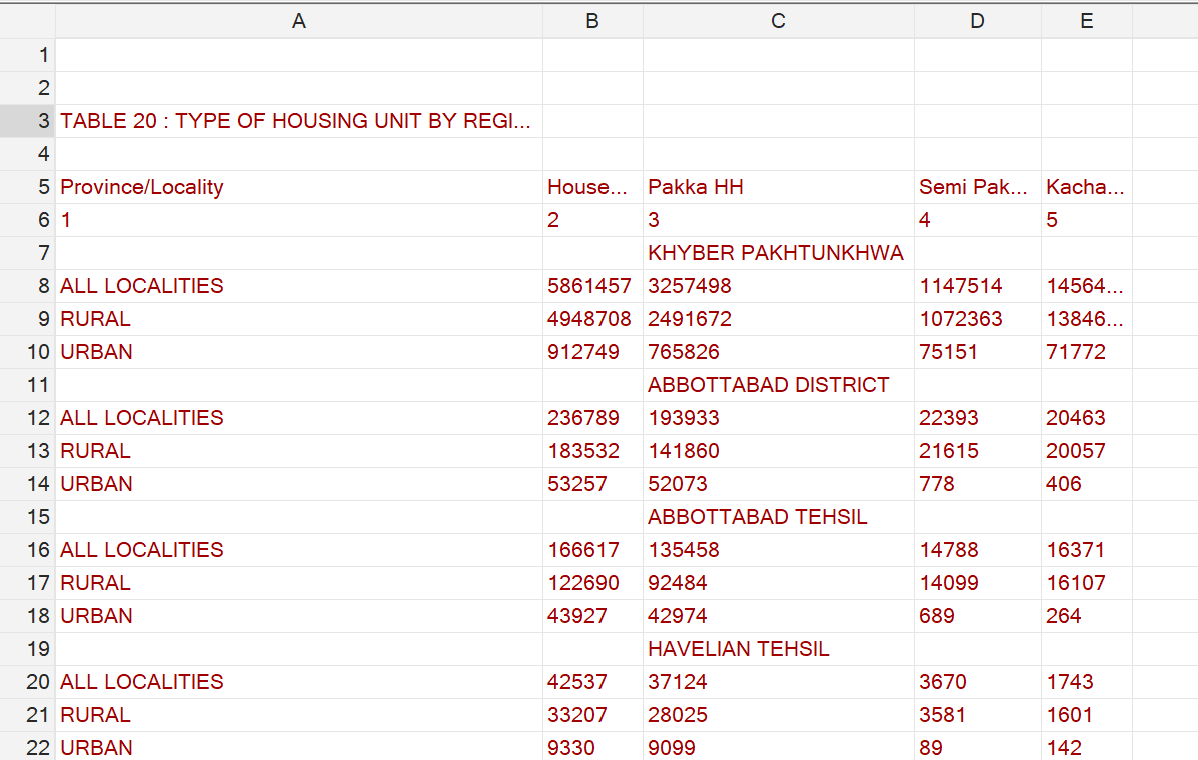 A B C D E
1
2
3 TABLE 20 : TYPE OF HOUSING UNIT BY REGI...
4
5 Province/Locality House... Pakka HH Semi Pak... Kacha...
6 1 2 3 4 5
7 KHYBER PAKHTUNKHWA
8 ALL LOCALITIES 5861457 3257498 1147514 14564...
9 RURAL 4948708 2491672 1072363 13846...
10 URBAN 912749 765826 75151 71772
11 ABBOTTABAD DISTRICT
12 ALL LOCALITIES 236789 193933 22393 20463
13 RURAL 183532 141860 21615 20057
14 URBAN 53257 52073 778 406
15 ABBOTTABAD TEHSIL
16 ALL LOCALITIES 166617 135458 14788 16371
17 RURAL 122690 92484 14099 16107
18 URBAN 43927 42974 689 264
19 HAVELIAN TEHSIL
20 ALL LOCALITIES 42537 37124 3670 1743
21 RURAL 33207 28025 3581 1601
22 URBAN 9330 9099 89 142